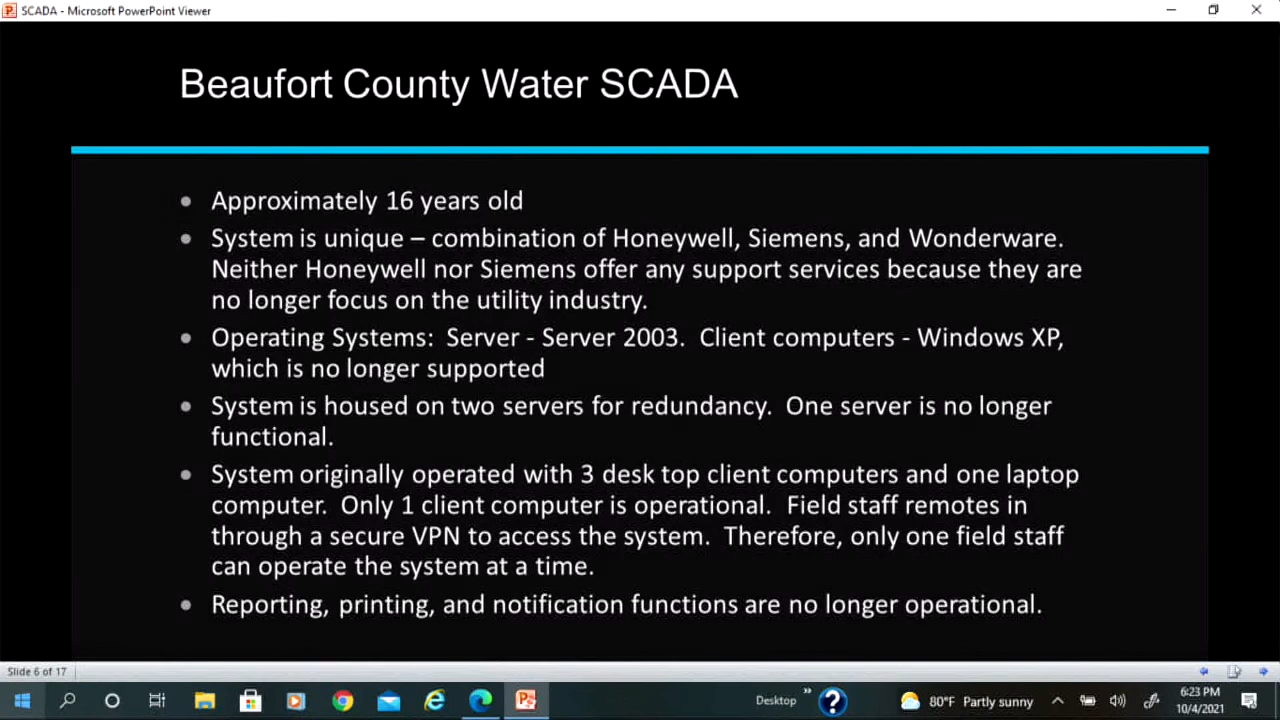 SCADA - Microsoft PowerPoint Viewer
Beaufort County Water SCADA
Approximately 16 years old
System is unique – combination of Honeywell, Siemens, and Wonderware.
Neither Honeywell nor Siemens offer any support services because they are
no longer focus on the utility industry.
Operating Systems: Server - Server 2003. Client computers - Windows XP,
which is no longer supported
System is housed on two servers for redundancy. One server is no longer
functional.
System originally operated with 3 desk top client computers and one laptop
computer. Only 1 client computer is operational. Field staff remotes in
through a secure VPN to access the system. Therefore, only one field staff
can operate the system at a time.
Reporting, printing, and notification functions are no longer operational.
Slide 6 of 17
Desktop
80°F Partly sunny
6:23 PM
10/4/2021